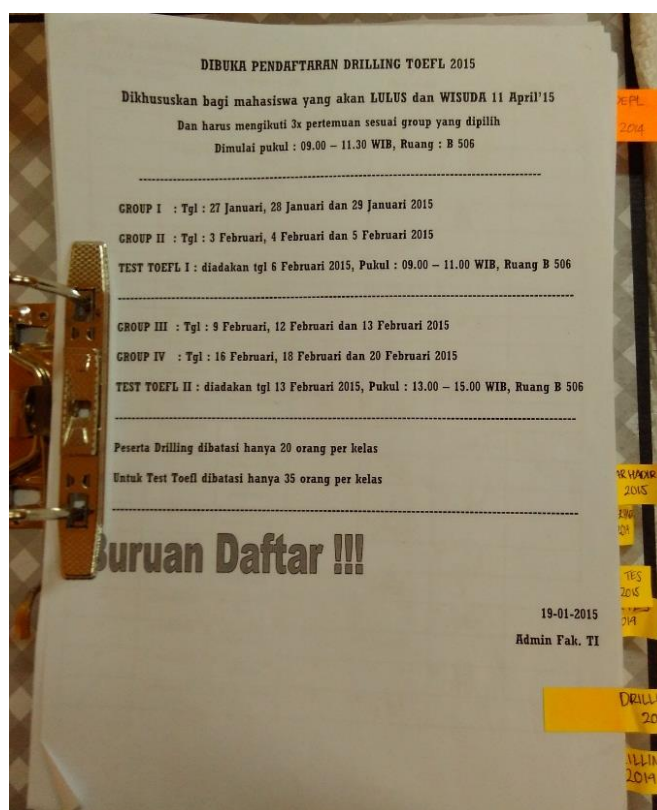 DIBUKA PENDAFTARAN DRILLING TOEFL 2015
Dikhususkan bagi mahasiswa yang akan LULUS dan WISUDA 11 April'15
Dan harus mengikuti 3x pertemuan sesuai group yang dipilih
Dimulai pukul : 09.00 – 11.30 WIB, Ruang : B 506
GROUP I : Tgl : 27 Januari, 28 Januari dan 29 Januari 2015
GROUP II : Tgl : 3 Februari, 4 Februari dan 5 Februari 2015
TEST TOEFL I : diadakan tgl 6 Februari 2015, Pukul : 09.00 – 11.00 WIB, Ruang B 506
GROUP III : Tgl : 9 Februari, 12 Februari dan 13 Februari 2015
GROUP IV : Tgl : 16 Februari, 18 Februari dan 20 Februari 2015
TEST TOEFL II : diadakan tgl 13 Februari 2015, Pukul : 13.00 – 15.00 WIB, Ruang B 506
Peserta Drilling dibatasi hanya 20 orang per kelas
Untuk Test Toefl dibatasi hanya 35 orang per kelas
Buruan Daftar !!!
19-01-2015
Admin Fak. TI
2014
2015
TES
2015
2014